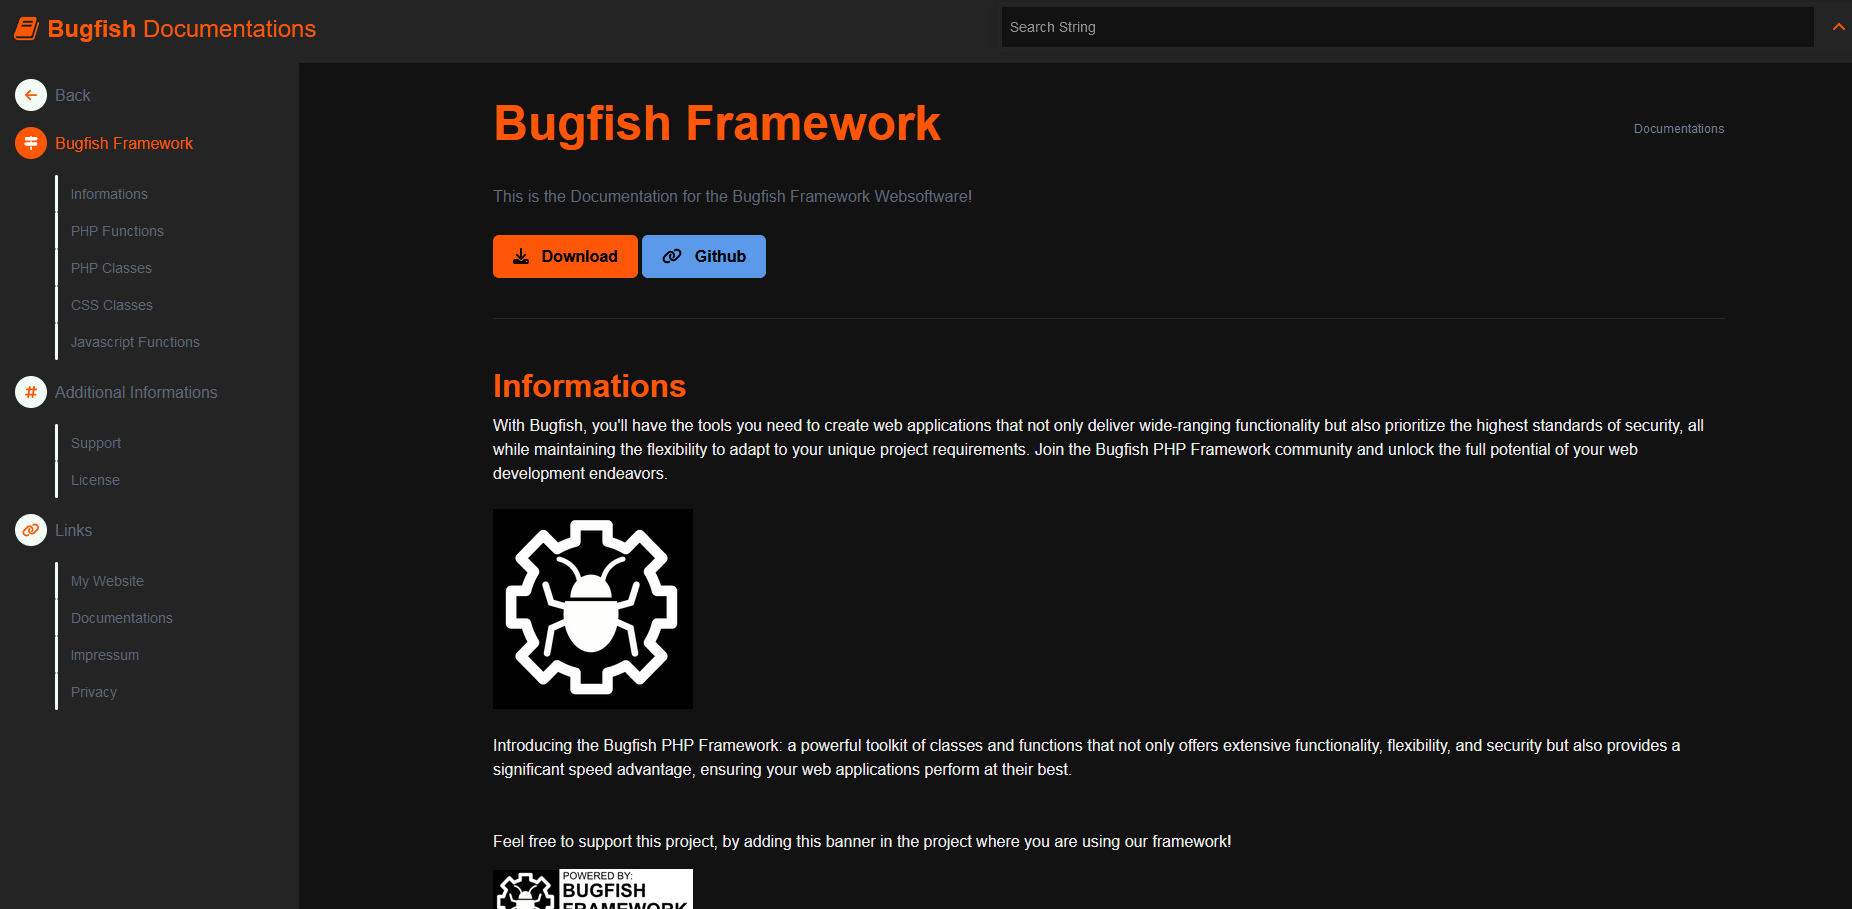 Bugfish Documentations
Search String
Back
Bugfish Framework
Informations
PHP Functions
PHP Classes
CSS Classes
Javascript Functions
Additional Informations
Support
License
Links
My Website
Documentations
Impressum
Privacy
Bugfish Framework
Documentations
This is the Documentation for the Bugfish Framework Websoftware!
Download
Github
Informations
With Bugfish, you'll have the tools you need to create web applications that not only deliver wide-ranging functionality but also prioritize the highest standards of security, all
while maintaining the flexibility to adapt to your unique project requirements. Join the Bugfish PHP Framework community and unlock the full potential of your web
development endeavors.
Introducing the Bugfish PHP Framework: a powerful toolkit of classes and functions that not only offers extensive functionality, flexibility, and security but also provides a
significant speed advantage, ensuring your web applications perform at their best.
Feel free to support this project, by adding this banner in the project where you are using our framework!
POWERED BY:
BUGFISH
FRAMEWORK